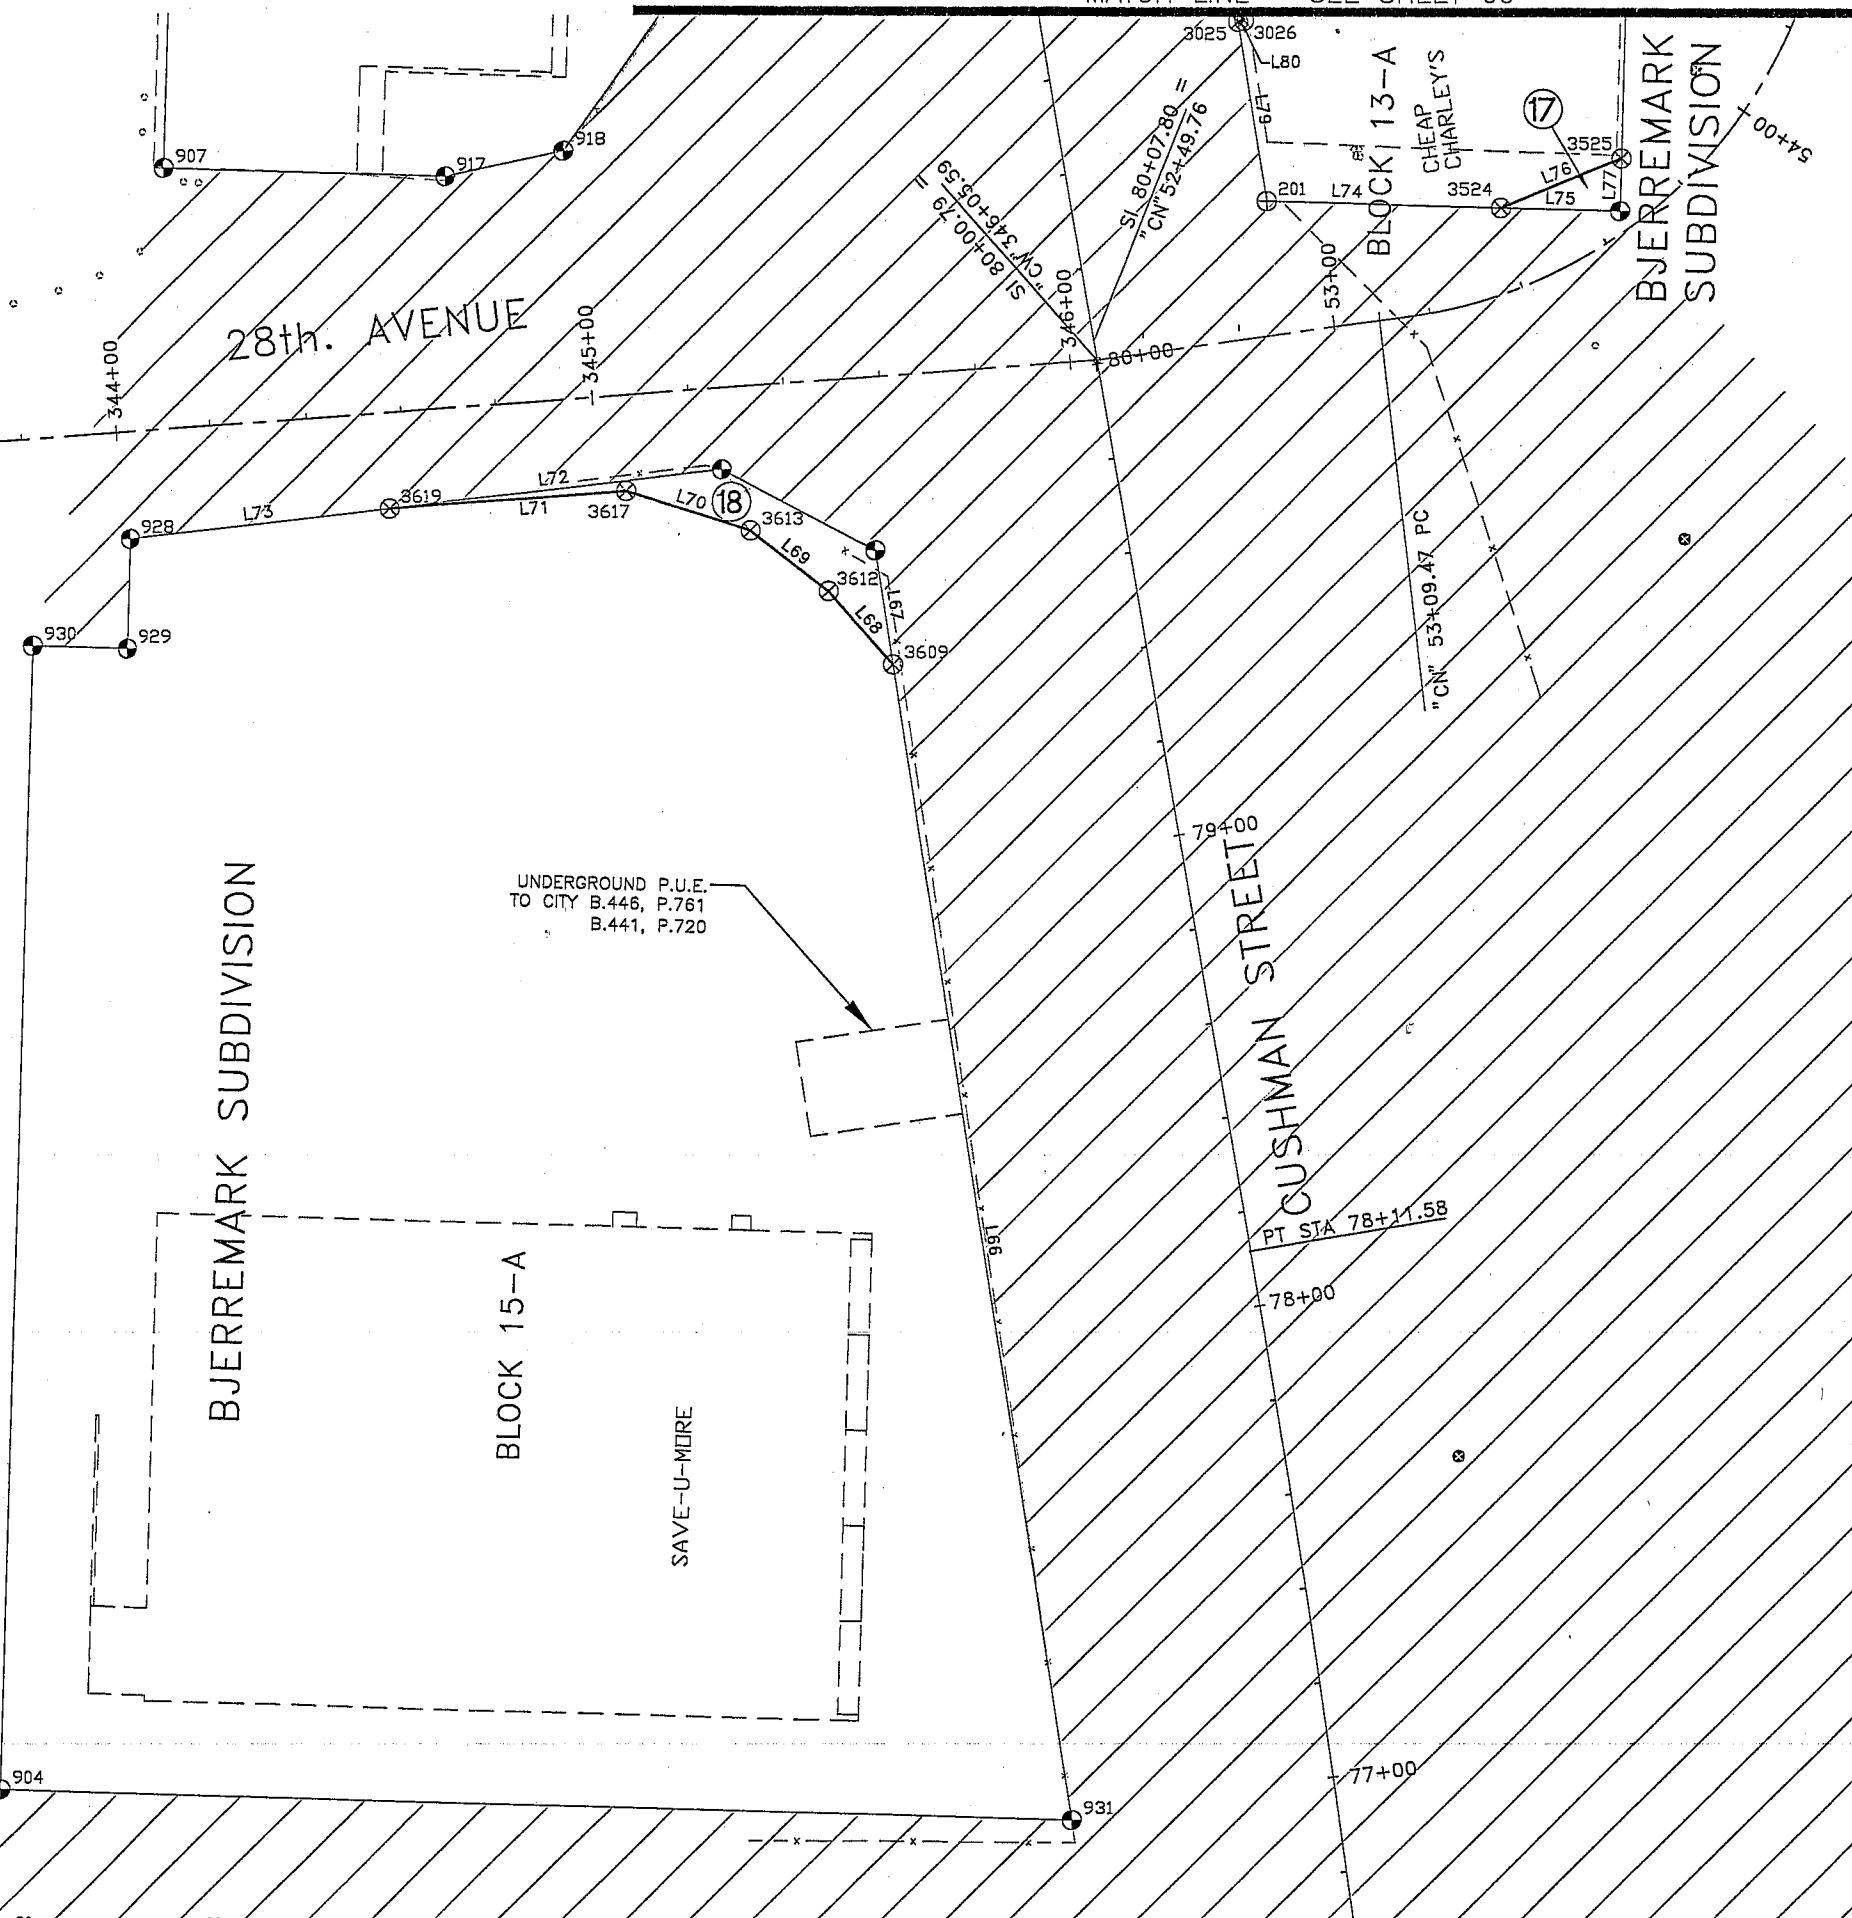 3025
3026
L80
L79
BLOCK 13-A
CHEAP
CHARLEY'S
17
3525
L76
L77
201
L74
3524
L75
BJERREMARK
SUBDIVISION
54+00
907
917
918
SI 80+00.79 =
"CW" 346+05.59
SI 80+07.80 =
"CN" 52+49.76
28th. AVENUE
344+00
345+00
346+00
80+00
53+00
"CN" 53+09.47 PC
928
L73
3619
L72
L71
3617
L70
18
3613
L69
3612
L68
L67
3609
930
929
79+00
CUSHMAN STREET
UNDERGROUND P.U.E.
TO CITY B.446, P.761
B.441, P.720
BJERREMARK SUBDIVISION
L66
PT STA 78+11.58
78+00
BLOCK 15-A
SAVE-U-MORE
77+00
904
931